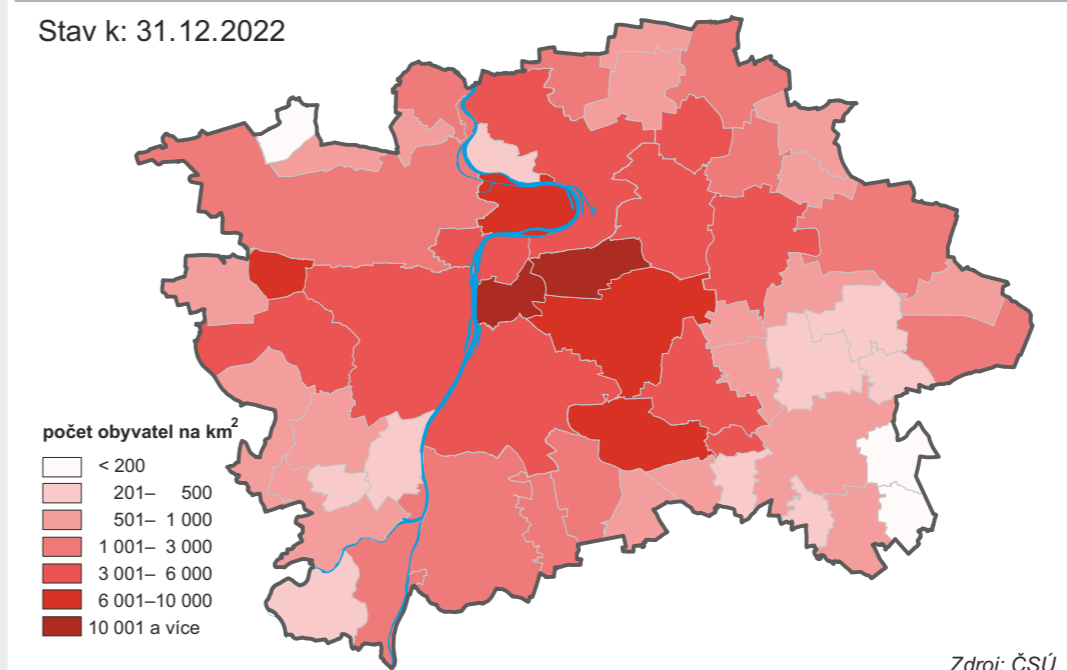 Stav k: 31.12.2022
počet obyvatel na km²
< 200
201– 500
501– 1 000
1 001– 3 000
3 001– 6 000
6 001–10 000
10 001 a více
Zdroj: ČSÚ